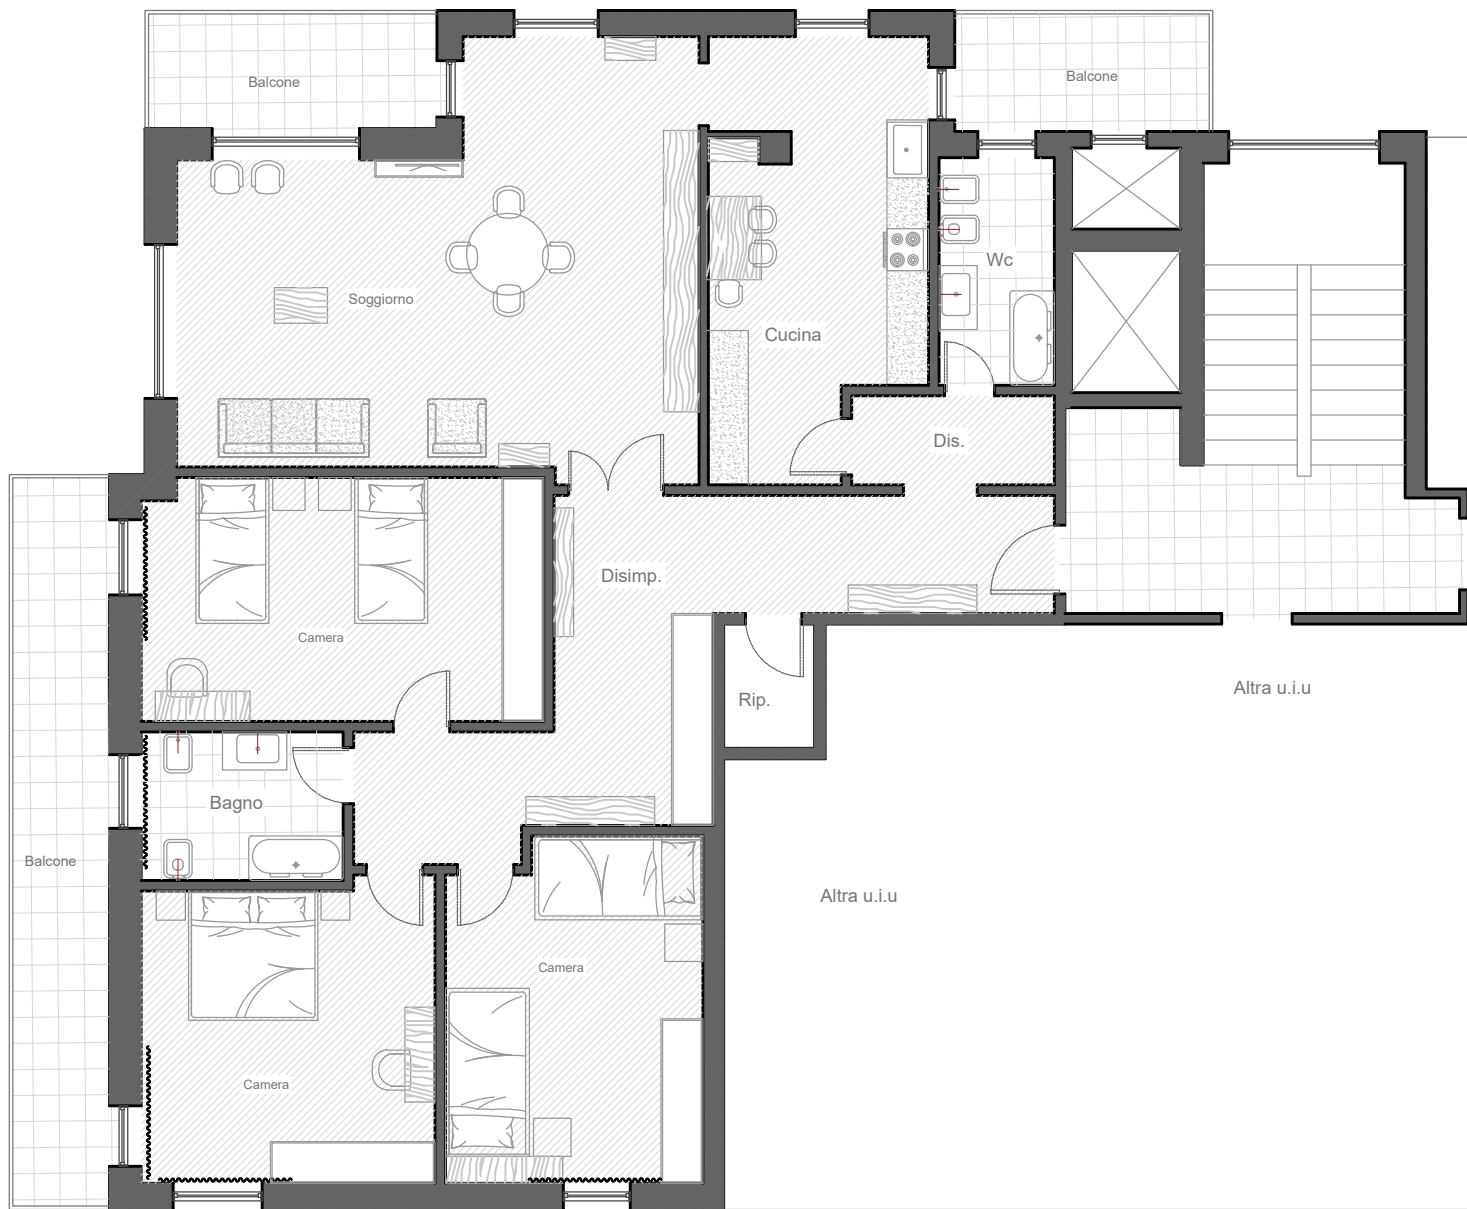 Balcone
Balcone
Wc
Soggiorno
Cucina
Dis.
Disimp.
Camera
Altra u.i.u
Rip.
Bagno
Balcone
Altra u.i.u
Camera
Camera